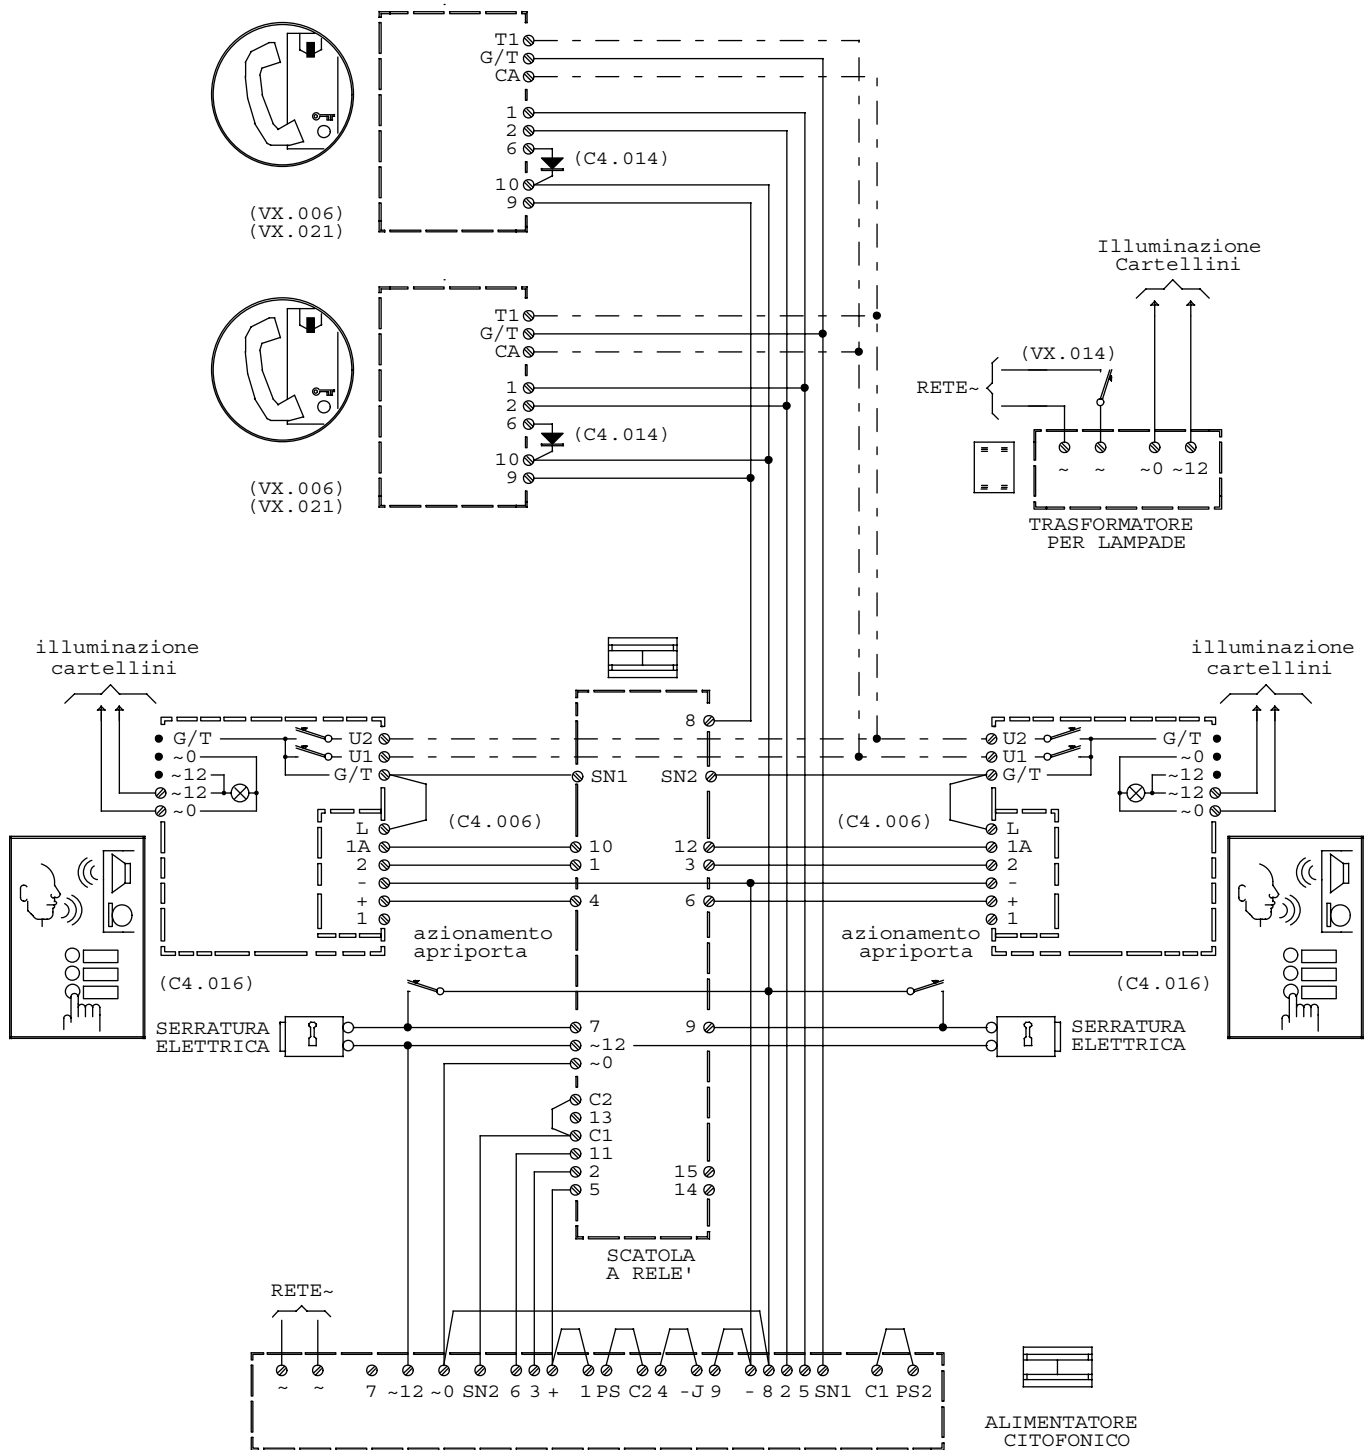 T1
G/T
CA
1
2
6
(C4.014)
10
9
(VX.006)
(VX.021)
Illuminazione
Cartellini
T1
G/T
CA
(VX.014)
RETE~
1
2
6
(C4.014)
10
9
~ ~ ~0 ~12
(VX.006)
(VX.021)
TRASFORMATORE
PER LAMPADE
illuminazione
cartellini
illuminazione
cartellini
8
G/T U2
~0 U1
~12 G/T
~12
~0
SN1 SN2
U2 G/T
U1 ~0
G/T ~12
~12
~0
L (C4.006)
1A
2
-
+
1
10 12
1 3
4 6
(C4.006) L
1A
2
-
+
1
azionamento
apriporta
azionamento
apriporta
(C4.016)
(C4.016)
SERRATURA
ELETTRICA
7 9
~12
~0
SERRATURA
ELETTRICA
C2
13
C1
11
2 15
5 14
SCATOLA
A RELE'
RETE~
~ ~ 7 ~12 ~0 SN2 6 3 + 1 PS C2 4 -J 9 - 8 2 5 SN1 C1 PS2
ALIMENTATORE
CITOFONICO